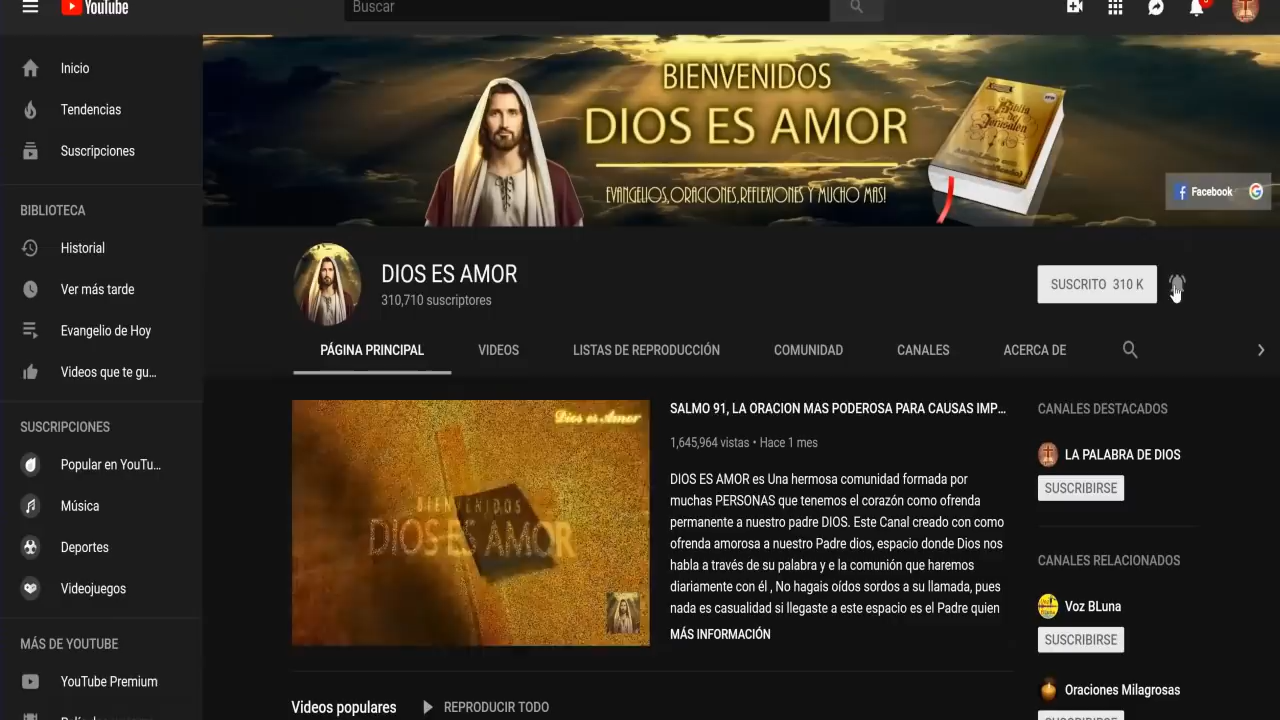 YouTube
Buscar
Inicio
Tendencias
Suscripciones
BIBLIOTECA
Historial
Ver más tarde
Evangelio de Hoy
Videos que te gu...
SUSCRIPCIONES
Popular en YouTu...
Música
Deportes
Videojuegos
MÁS DE YOUTUBE
YouTube Premium
BIENVENIDOS
DIOS ES AMOR
EVANGELIOS,ORACIONES,REFLEXIONES Y MUCHO MAS!
Biblia
de
Jerusalen
Facebook
DIOS ES AMOR
310,710 suscriptores
SUSCRITO 310 K
PÁGINA PRINCIPAL
VIDEOS
LISTAS DE REPRODUCCIÓN
COMUNIDAD
CANALES
ACERCA DE
Dios es Amor
BIENVENIDOS
DIOS ES AMOR
SALMO 91, LA ORACION MAS PODEROSA PARA CAUSAS IMP...
1,645,964 vistas • Hace 1 mes
DIOS ES AMOR es Una hermosa comunidad formada por
muchas PERSONAS que tenemos el corazón como ofrenda
permanente a nuestro padre DIOS. Este Canal creado con como
ofrenda amorosa a nuestro Padre dios, espacio donde Dios nos
habla a través de su palabra y e la comunión que haremos
diariamente con él , No hagais oídos sordos a su llamada, pues
nada es casualidad si llegaste a este espacio es el Padre quien
MÁS INFORMACIÓN
CANALES DESTACADOS
LA PALABRA DE DIOS
SUSCRIBIRSE
CANALES RELACIONADOS
Voz BLuna
SUSCRIBIRSE
Oraciones Milagrosas
Videos populares
REPRODUCIR TODO